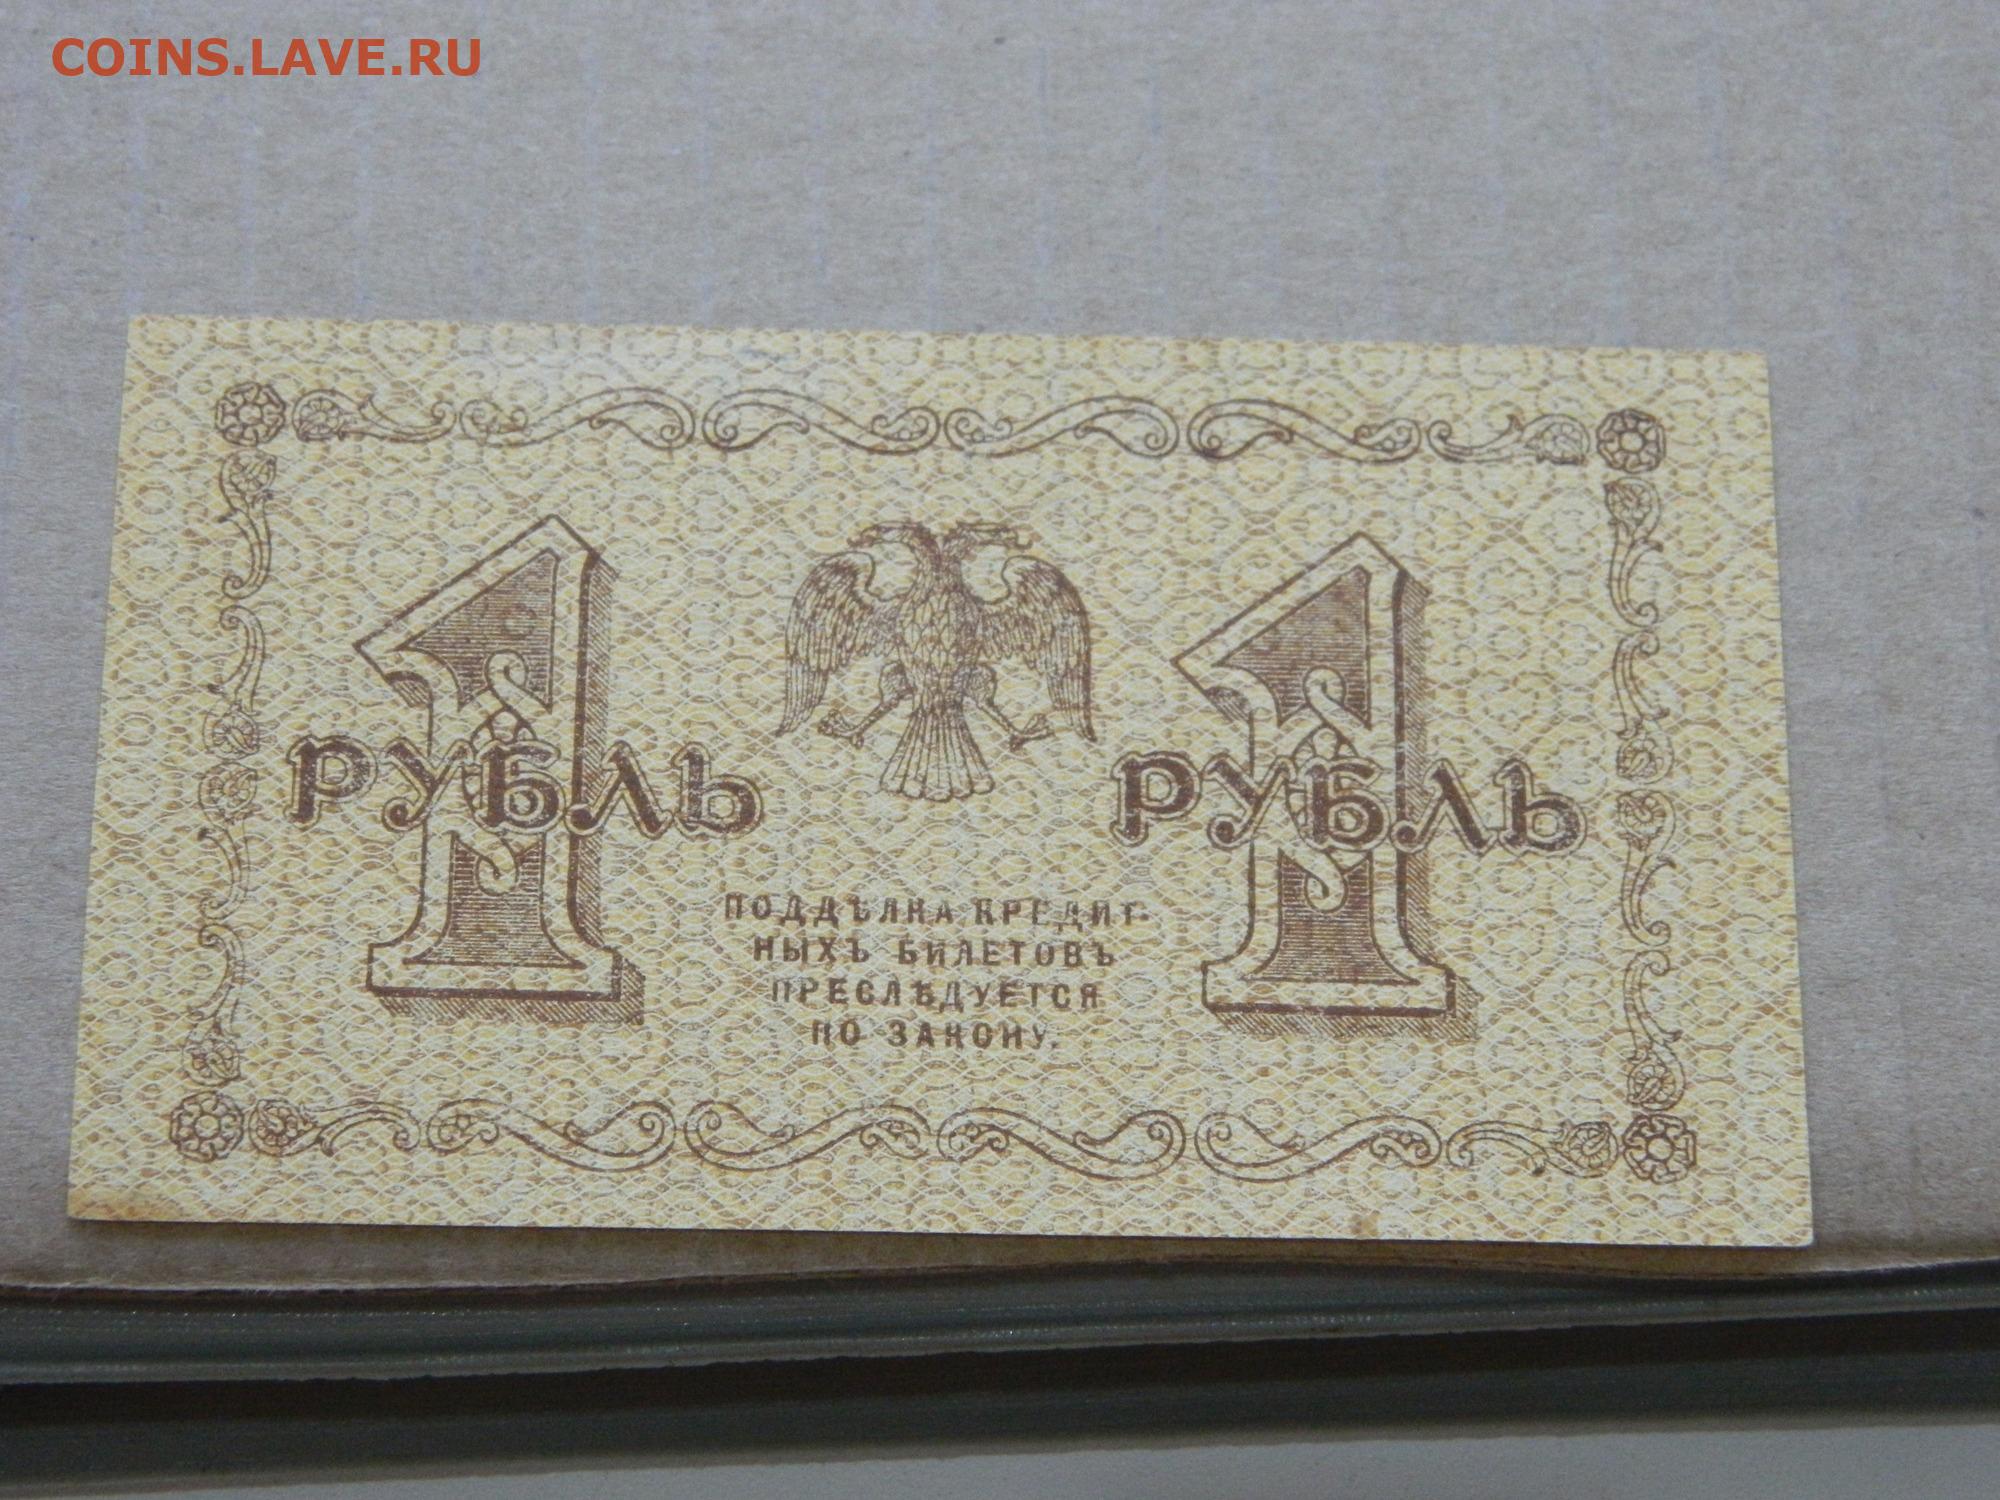 COINS.LAVE.RU
1 1
РУБЛЬ РУБЛЬ
ПОДДѢЛКА КРЕДИТ-
НЫХЪ БИЛЕТОВЪ
ПРЕСЛѢДУЕТСЯ
ПО ЗАКОНУ.